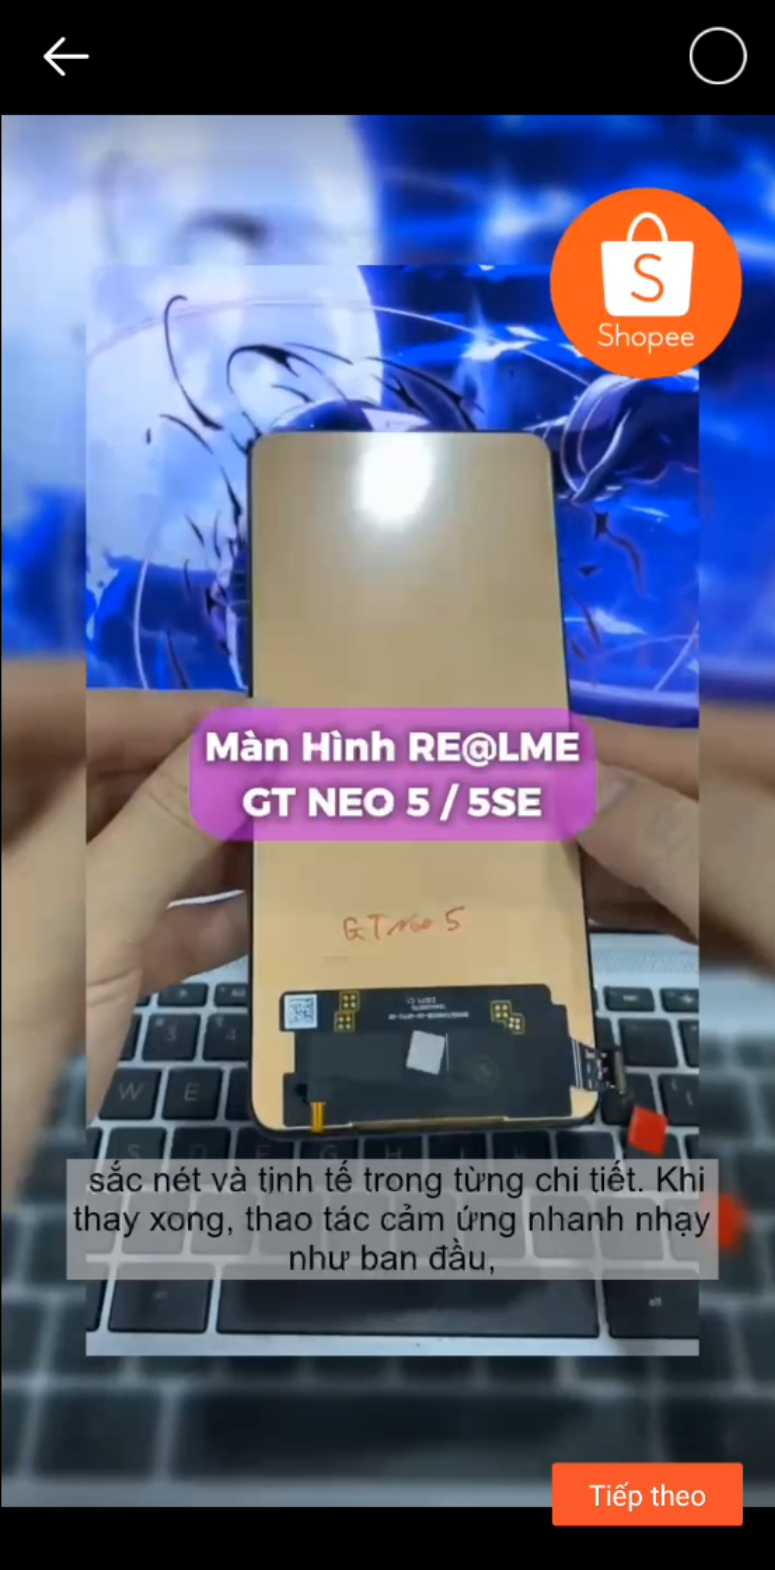 S
Shopee
Màn Hình RE@LME
GT NEO 5 / 5SE
GT Neo 5
W E
sắc nét và tịnh tế trong từng chi tiết. Khi
thay xong, thao tác cảm ứng nhanh nhạy
như ban đầu,
Tiếp theo